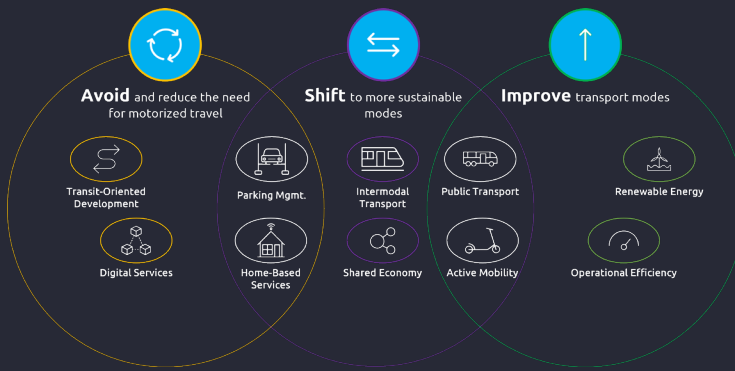 Avoid and reduce the need
for motorized travel
Shift to more sustainable
modes
Improve transport modes
Transit-Oriented
Development
Parking Mgmt.
Intermodal
Transport
Public Transport
Renewable Energy
Digital Services
Home-Based
Services
Shared Economy
Active Mobility
Operational Efficiency